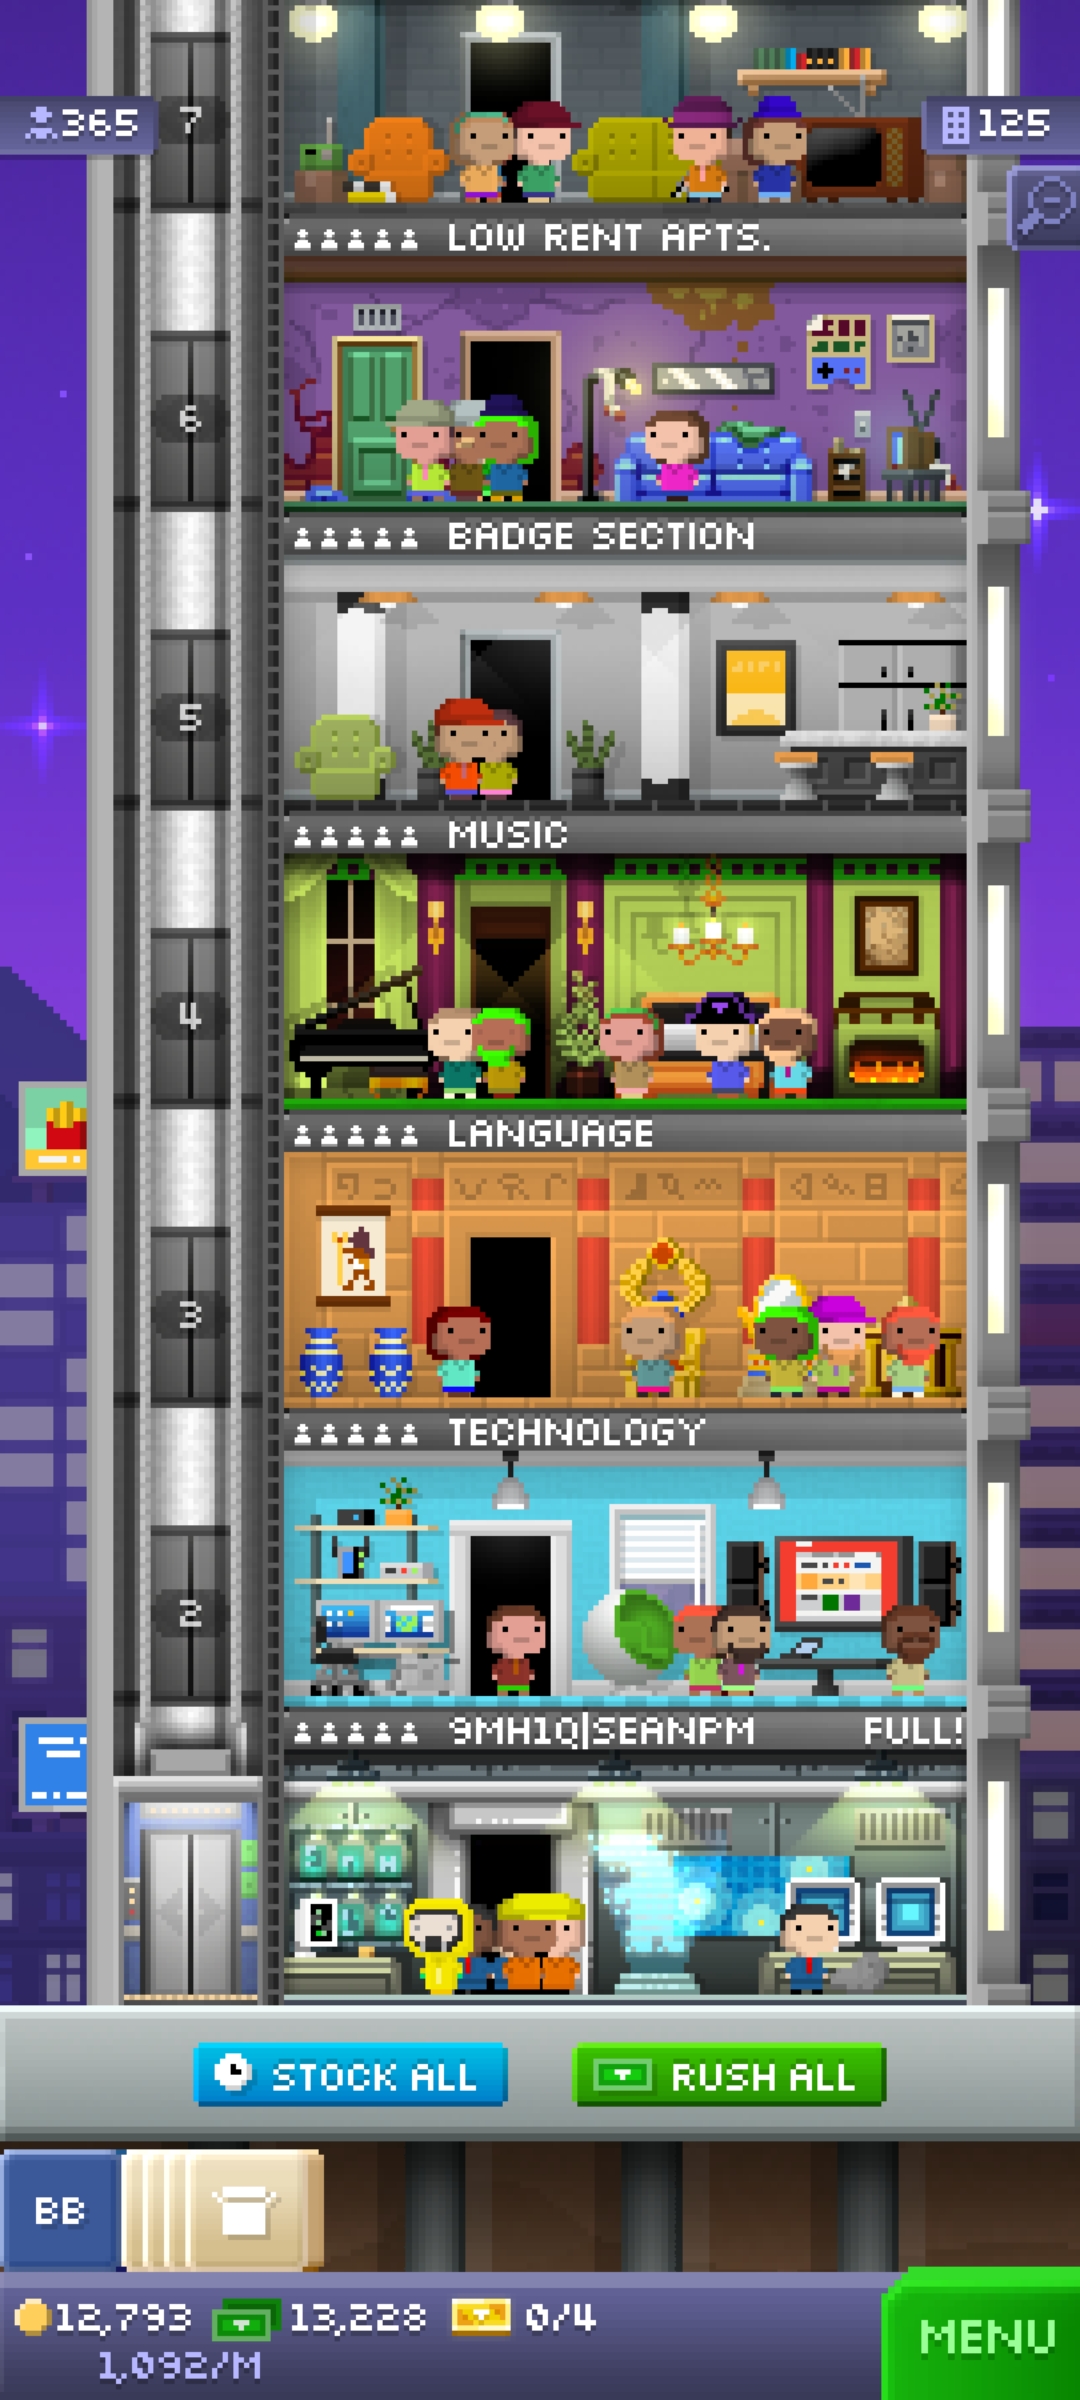 365
7
125
LOW RENT APTS.
6
BADGE SECTION
5
MUSIC
4
LANGUAGE
3
TECHNOLOGY
2
9MH1Q|SEANPM FULL!
STOCK ALL
RUSH ALL
BB
12,793
13,228
0/4
1,092/M
MENU